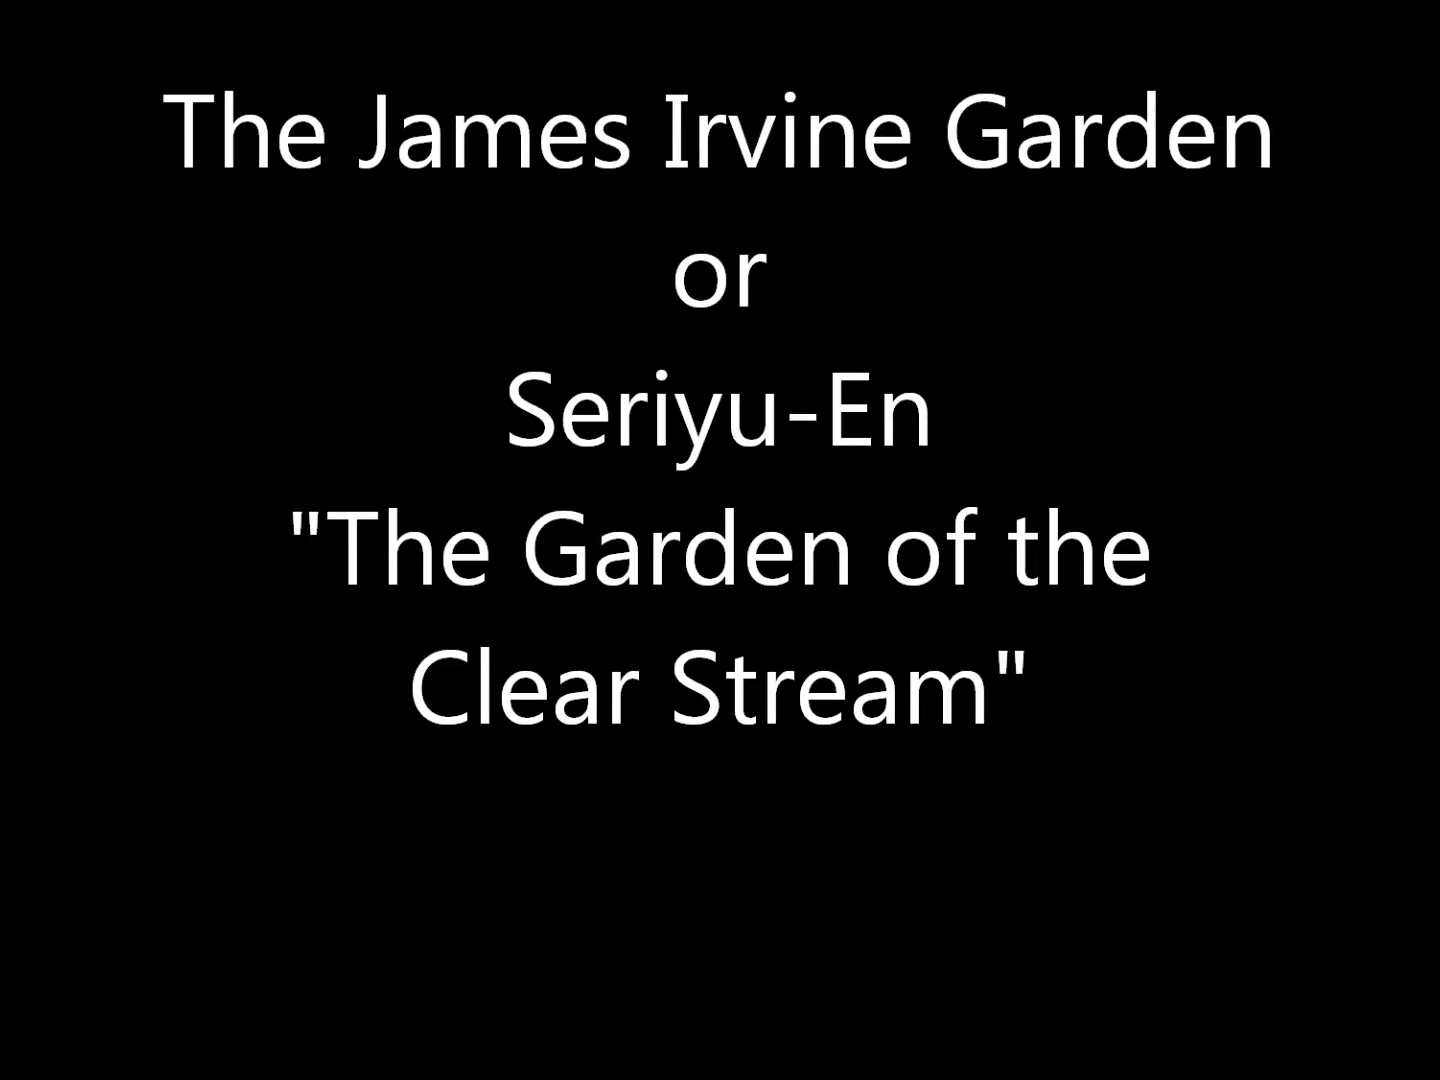 The James Irvine Garden
or
Seriyu-En
"The Garden of the
Clear Stream"